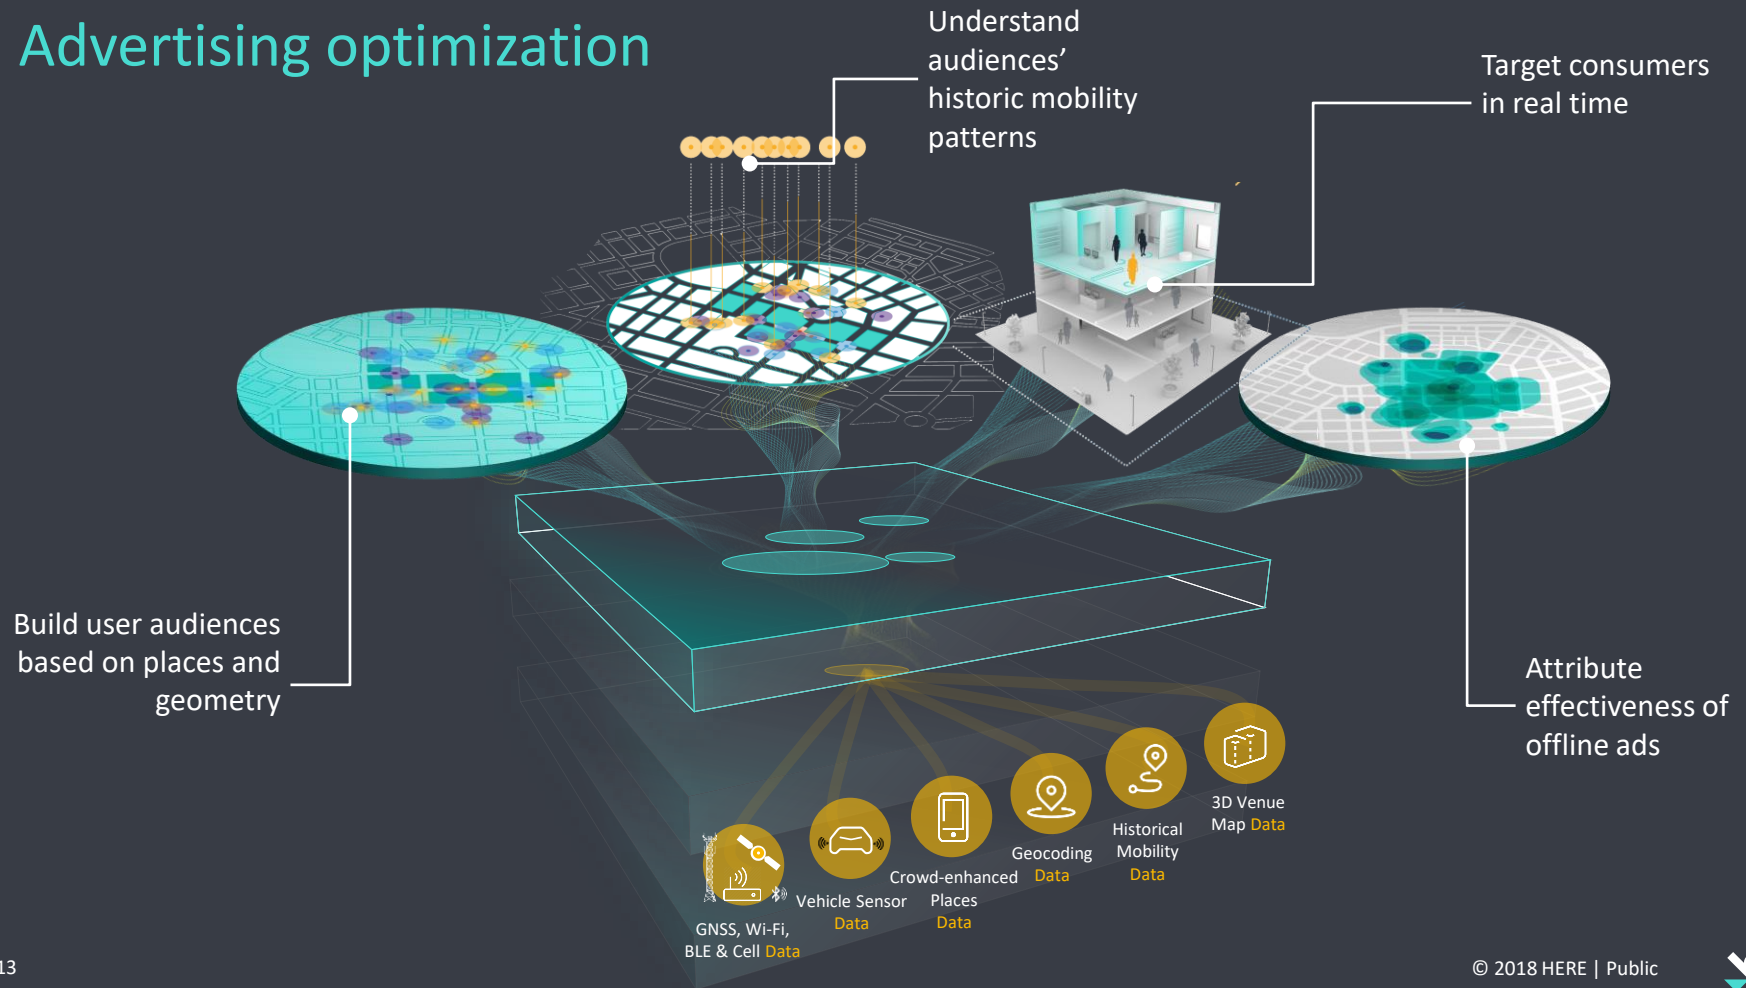 Advertising optimization
Understand
audiences’
historic mobility
patterns
Target consumers
in real time
Build user audiences
based on places and
geometry
Attribute
effectiveness of
offline ads
3D Venue
Map Data
Historical
Mobility
Data
Geocoding
Data
Crowd-enhanced
Places
Data
Vehicle Sensor
Data
GNSS, Wi-Fi,
BLE & Cell Data
13
© 2018 HERE | Public